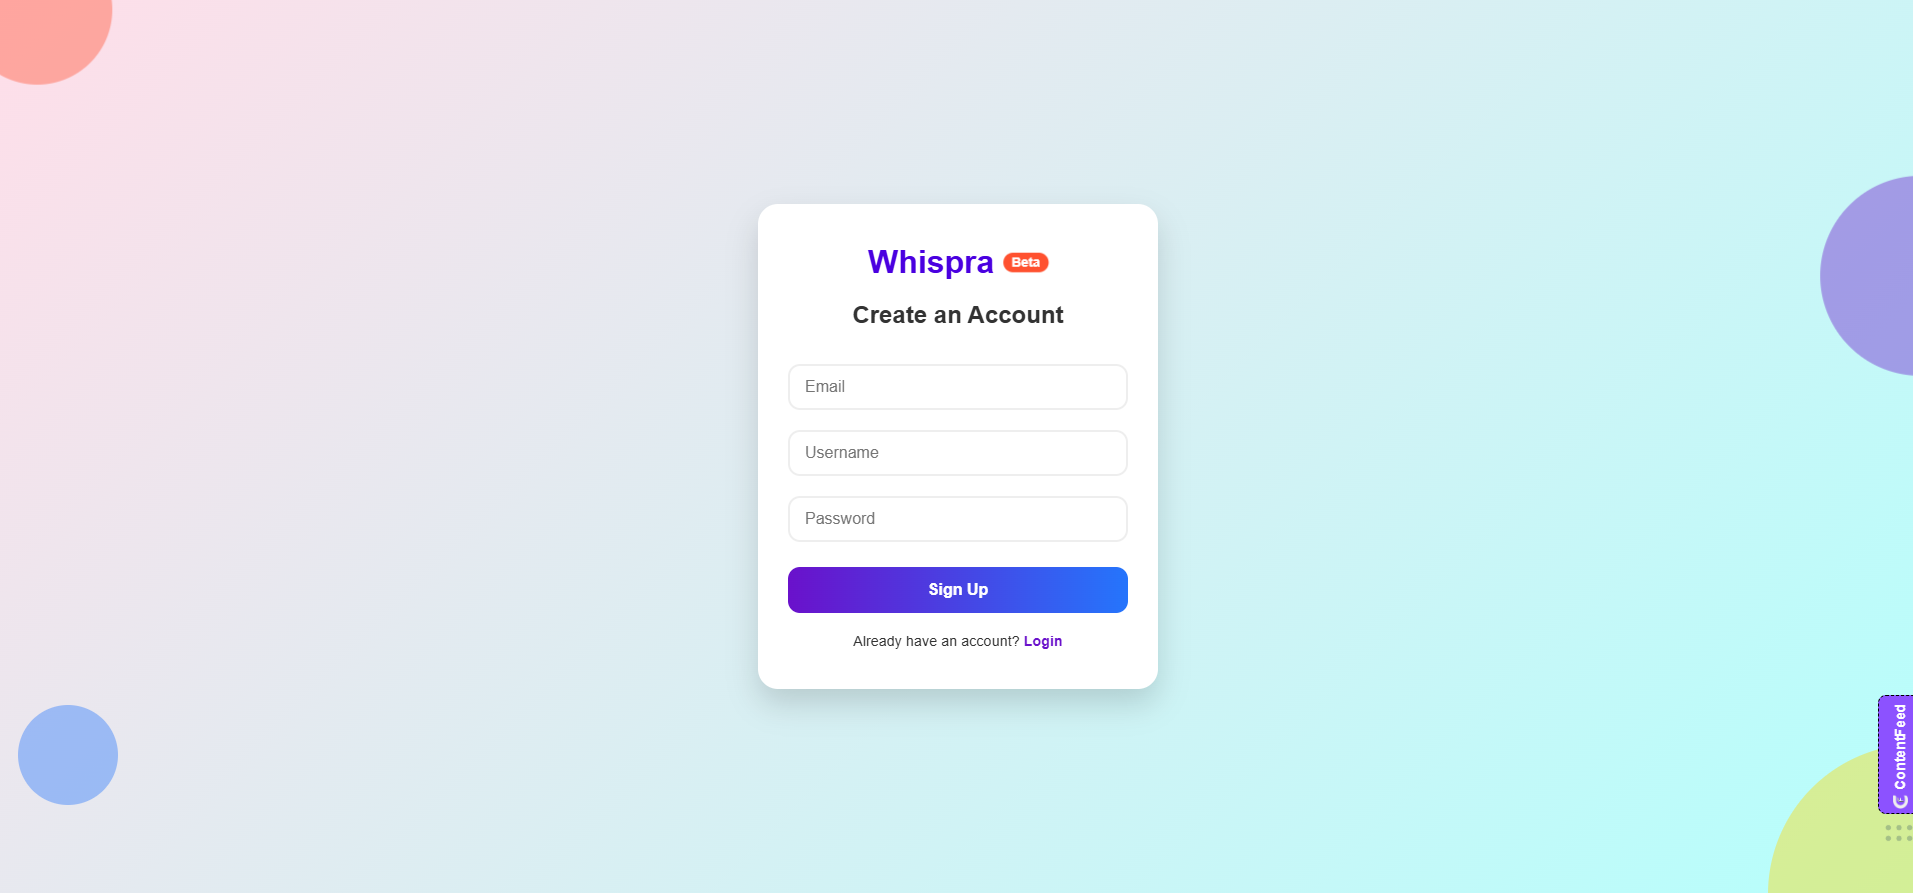 Whispra Beta
Create an Account
Email
Username
Password
Sign Up
Already have an account? Login
ContentFeed